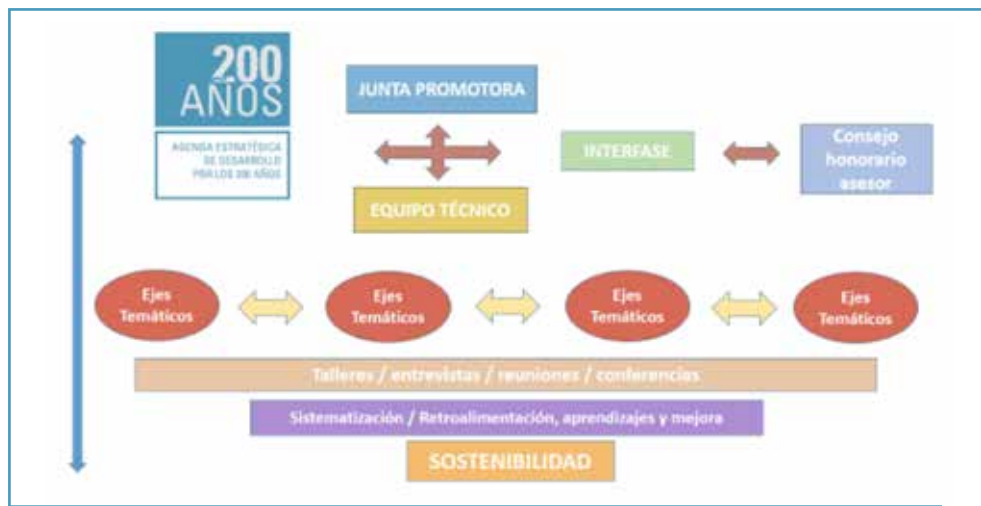 200
AÑOS
AGENDA ESTRATÉGICA
DE DESARROLLO
POR LOS 200 AÑOS
JUNTA PROMOTORA
INTERFASE
Consejo
honorario
asesor
EQUIPO TÉCNICO
Ejes
Temáticos
Ejes
Temáticos
Ejes
Temáticos
Ejes
Temáticos
Talleres / entrevistas / reuniones / conferencias
Sistematización / Retroalimentación, aprendizajes y mejora
SOSTENIBILIDAD